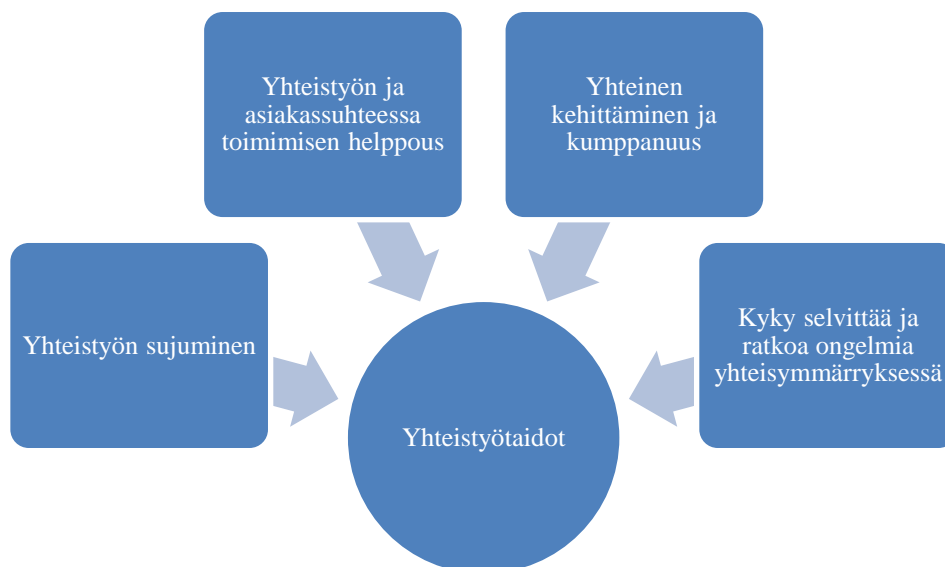 Yhteistyön ja
asiakassuhteessa
toimimisen helppous
Yhteinen
kehittäminen ja
kumppanuus
Yhteistyön sujuminen
Kyky selvittää ja
ratkoa ongelmia
yhteisymmärryksessä
Yhteistyötaidot